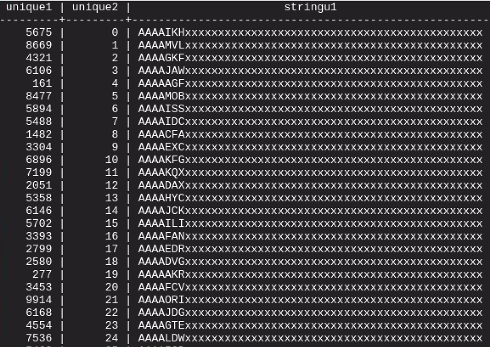 unique1 | unique2 | stringu1
---------+---------+------------------------------------------------------
5675 | 0 | AAAAIKHxxxxxxxxxxxxxxxxxxxxxxxxxxxxxxxxxxxxxxxxxxxxx
8669 | 1 | AAAAMVLxxxxxxxxxxxxxxxxxxxxxxxxxxxxxxxxxxxxxxxxxxxxx
4321 | 2 | AAAAGKFxxxxxxxxxxxxxxxxxxxxxxxxxxxxxxxxxxxxxxxxxxxxx
6106 | 3 | AAAAJAWxxxxxxxxxxxxxxxxxxxxxxxxxxxxxxxxxxxxxxxxxxxxx
161 | 4 | AAAAAGFxxxxxxxxxxxxxxxxxxxxxxxxxxxxxxxxxxxxxxxxxxxxx
8477 | 5 | AAAAMOBxxxxxxxxxxxxxxxxxxxxxxxxxxxxxxxxxxxxxxxxxxxxx
5894 | 6 | AAAAISSxxxxxxxxxxxxxxxxxxxxxxxxxxxxxxxxxxxxxxxxxxxxx
5488 | 7 | AAAAIDCxxxxxxxxxxxxxxxxxxxxxxxxxxxxxxxxxxxxxxxxxxxxx
1482 | 8 | AAAACFAxxxxxxxxxxxxxxxxxxxxxxxxxxxxxxxxxxxxxxxxxxxxx
3304 | 9 | AAAAEXCxxxxxxxxxxxxxxxxxxxxxxxxxxxxxxxxxxxxxxxxxxxxx
6896 | 10 | AAAAKFGxxxxxxxxxxxxxxxxxxxxxxxxxxxxxxxxxxxxxxxxxxxxx
7199 | 11 | AAAAKQXxxxxxxxxxxxxxxxxxxxxxxxxxxxxxxxxxxxxxxxxxxxxx
2051 | 12 | AAAADAXxxxxxxxxxxxxxxxxxxxxxxxxxxxxxxxxxxxxxxxxxxxxx
5358 | 13 | AAAAHYCxxxxxxxxxxxxxxxxxxxxxxxxxxxxxxxxxxxxxxxxxxxxx
6146 | 14 | AAAAJCKxxxxxxxxxxxxxxxxxxxxxxxxxxxxxxxxxxxxxxxxxxxxx
5702 | 15 | AAAAILIxxxxxxxxxxxxxxxxxxxxxxxxxxxxxxxxxxxxxxxxxxxxx
3393 | 16 | AAAAFANxxxxxxxxxxxxxxxxxxxxxxxxxxxxxxxxxxxxxxxxxxxxx
2799 | 17 | AAAAEDRxxxxxxxxxxxxxxxxxxxxxxxxxxxxxxxxxxxxxxxxxxxxx
2580 | 18 | AAAADVGxxxxxxxxxxxxxxxxxxxxxxxxxxxxxxxxxxxxxxxxxxxxx
277 | 19 | AAAAAKRxxxxxxxxxxxxxxxxxxxxxxxxxxxxxxxxxxxxxxxxxxxxx
3453 | 20 | AAAAFCVxxxxxxxxxxxxxxxxxxxxxxxxxxxxxxxxxxxxxxxxxxxxx
9914 | 21 | AAAAORIxxxxxxxxxxxxxxxxxxxxxxxxxxxxxxxxxxxxxxxxxxxxx
6168 | 22 | AAAAJDGxxxxxxxxxxxxxxxxxxxxxxxxxxxxxxxxxxxxxxxxxxxxx
4554 | 23 | AAAAGTExxxxxxxxxxxxxxxxxxxxxxxxxxxxxxxxxxxxxxxxxxxxx
7536 | 24 | AAAALDWxxxxxxxxxxxxxxxxxxxxxxxxxxxxxxxxxxxxxxxxxxxxx